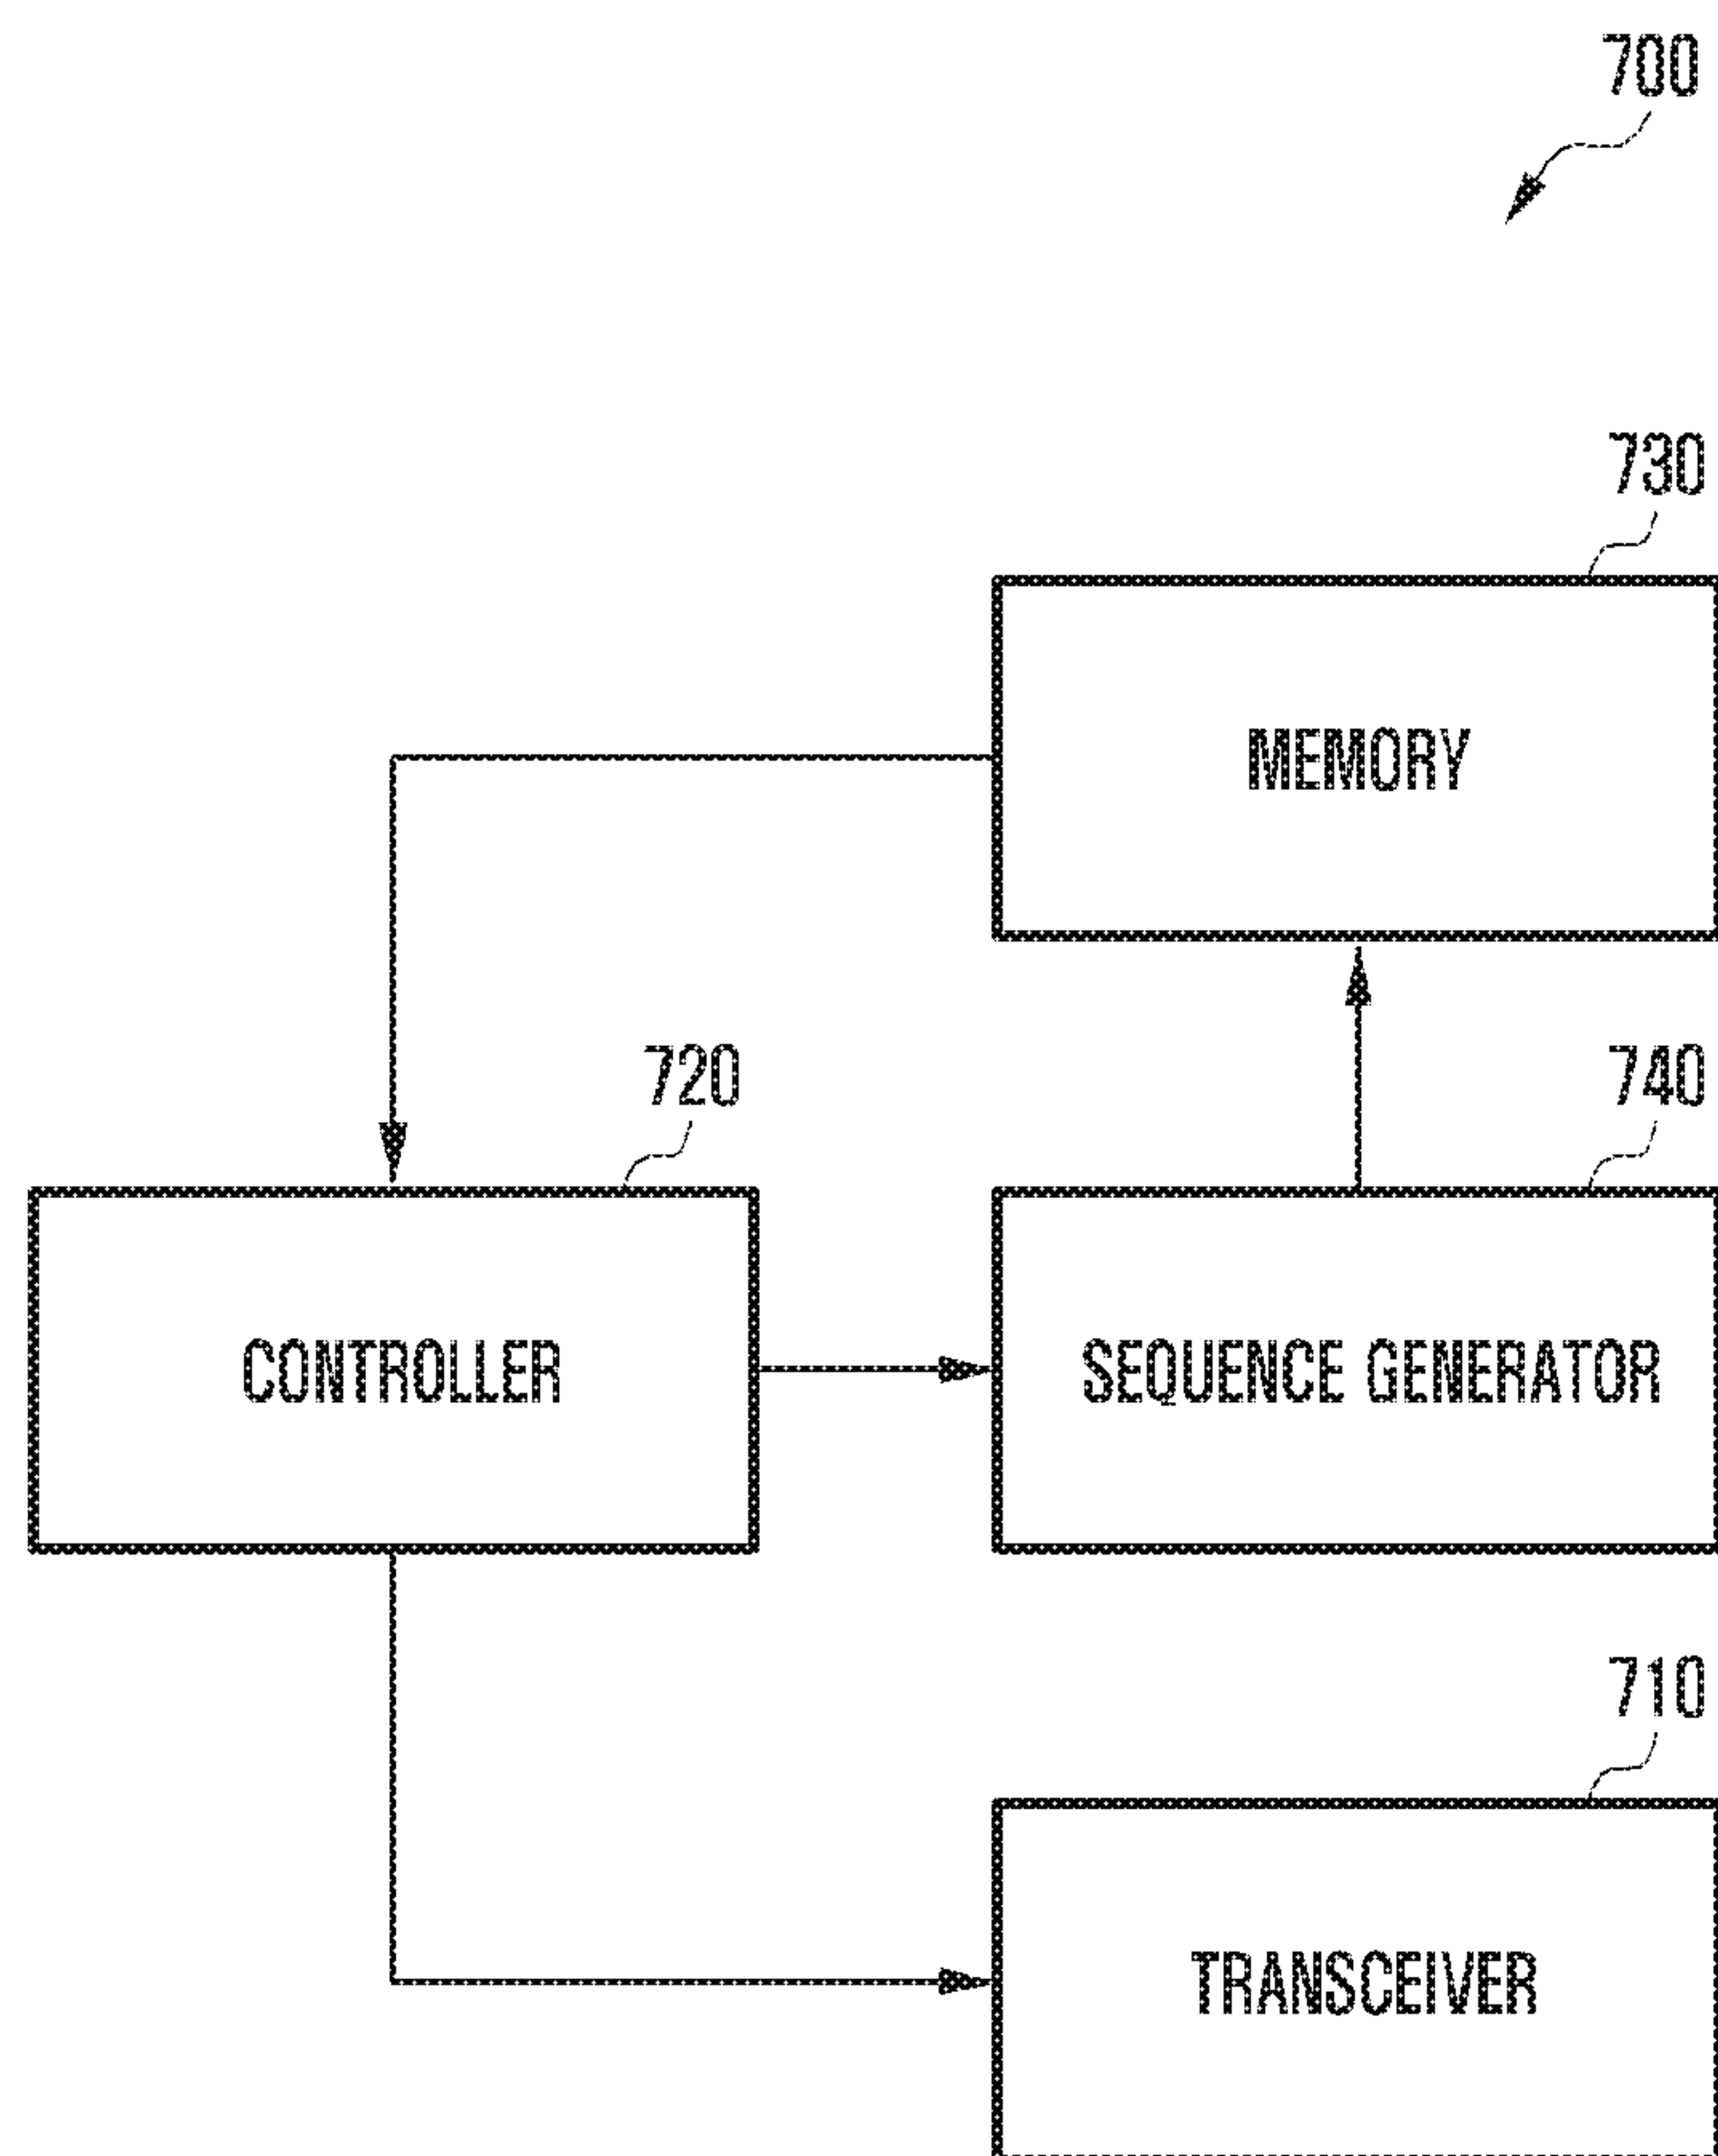 700
730
MEMORY
720
740
CONTROLLER
SEQUENCE GENERATOR
710
TRANSCEIVER